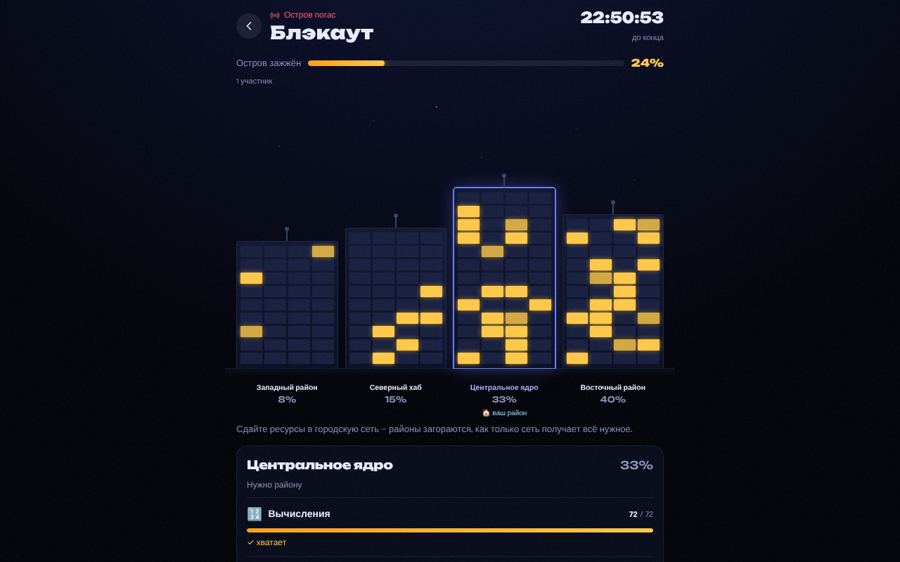 Остров погас
Блэкаут
22:50:53
до конца
Остров зажжён
24%
1 участник
Западный район
8%
Северный хаб
15%
Центральное ядро
33%
🏠 ваш район
Восточный район
40%
Сдайте ресурсы в городскую сеть – районы загораются, как только сеть получает всё нужное.
Центральное ядро
33%
Нужно району
🔢 Вычисления
72 / 72
✓ хватает